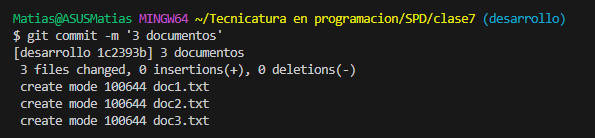 Matias@ASUSMatias MINGW64 ~/Tecnicatura en programacion/SPD/clase7 (desarrollo)
$ git commit -m '3 documentos'
[desarrollo 1c2393b] 3 documentos
 3 files changed, 0 insertions(+), 0 deletions(-)
 create mode 100644 doc1.txt
 create mode 100644 doc2.txt
 create mode 100644 doc3.txt